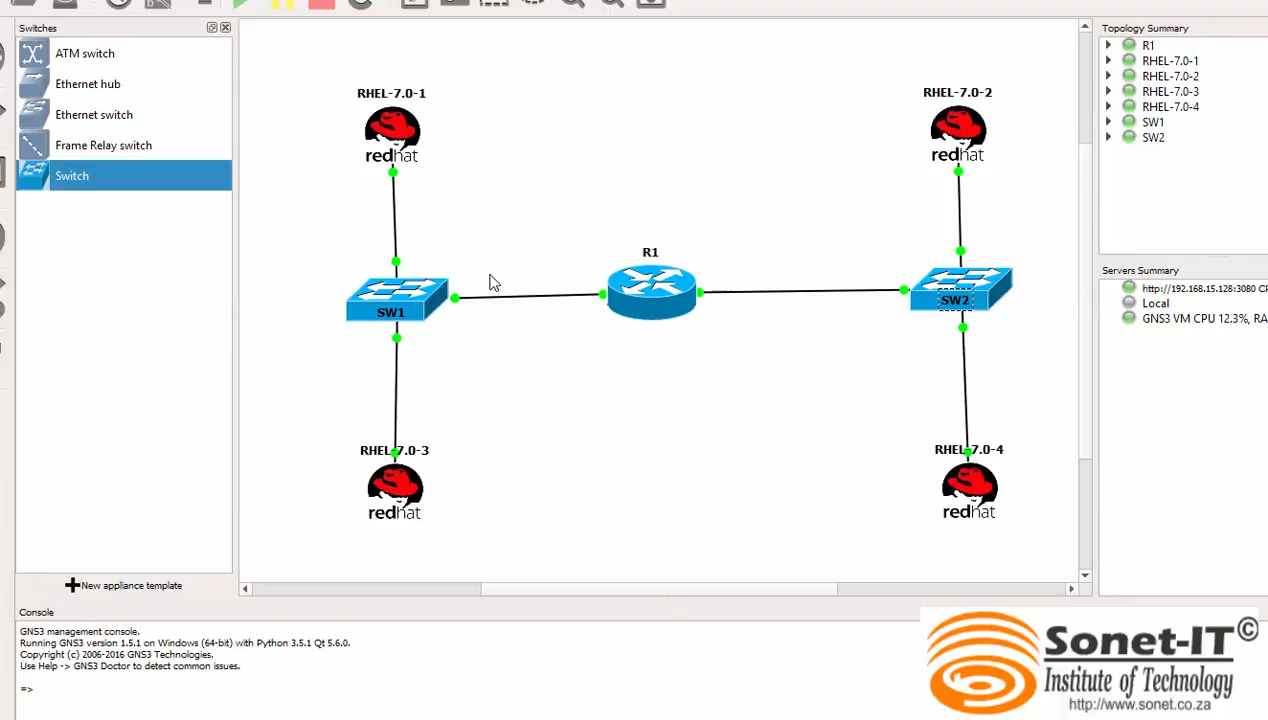 Switches
ATM switch
Ethernet hub
Ethernet switch
Frame Relay switch
Switch
New appliance template
RHEL-7.0-1
redhat
RHEL-7.0-2
redhat
R1
SW1
SW2
RHEL-7.0-3
redhat
RHEL-7.0-4
redhat
Topology Summary
R1
RHEL-7.0-1
RHEL-7.0-2
RHEL-7.0-3
RHEL-7.0-4
SW1
SW2
Servers Summary
http://192.168.15.128:3080 CP
Local
GNS3 VM CPU 12.3%, RA
Console
GNS3 management console.
Running GNS3 version 1.5.1 on Windows (64-bit) with Python 3.5.1 Qt 5.6.0.
Copyright (c) 2006-2016 GNS3 Technologies.
Use Help -> GNS3 Doctor to detect common issues.
=>
Sonet-IT©
Institute of Technology
http://www.sonet.co.za